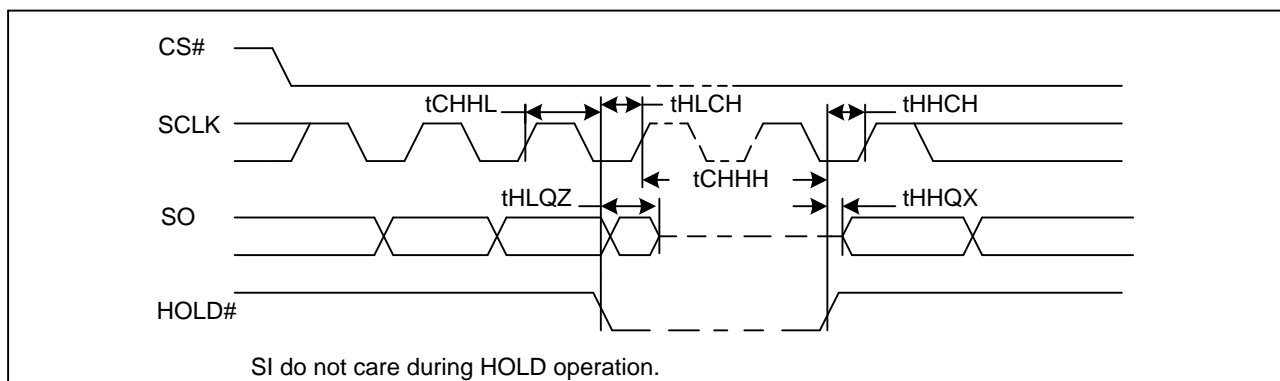 CS#
tCHHL
tHLCH
tHHCH
SCLK
tCHHH
tHLQZ
tHHQX
SO
HOLD#
SI do not care during HOLD operation.